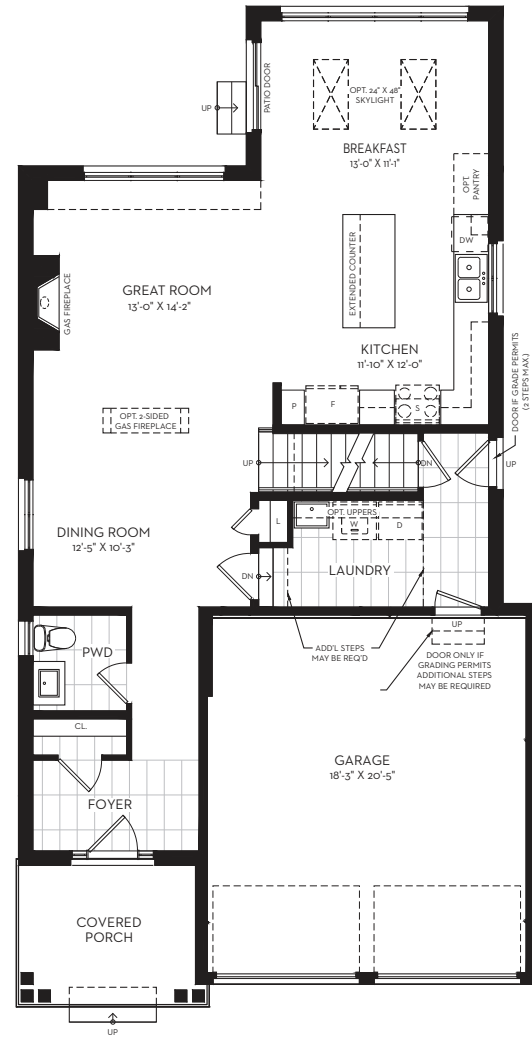 PATIO DOOR
UP
OPT. 24" X 48"
SKYLIGHT
BREAKFAST
13'-0" X 11'-1"
OPT.
PANTRY
DW
EXTENDED COUNTER
GREAT ROOM
13'-0" X 14'-2"
GAS FIREPLACE
KITCHEN
11'-10" X 12'-0"
DOOR IF GRADE PERMITS
(2 STEPS MAX.)
P
F
S
OPT. 2-SIDED
GAS FIREPLACE
UP
DN
UP
DINING ROOM
12'-5" X 10'-3"
L
OPT. UPPERS
W
D
LAUNDRY
DN
UP
ADD'L STEPS
MAY BE REQ'D
DOOR ONLY IF
GRADING PERMITS
ADDITIONAL STEPS
MAY BE REQUIRED
PWD
CL.
FOYER
GARAGE
18'-3" X 20'-5"
COVERED
PORCH
UP